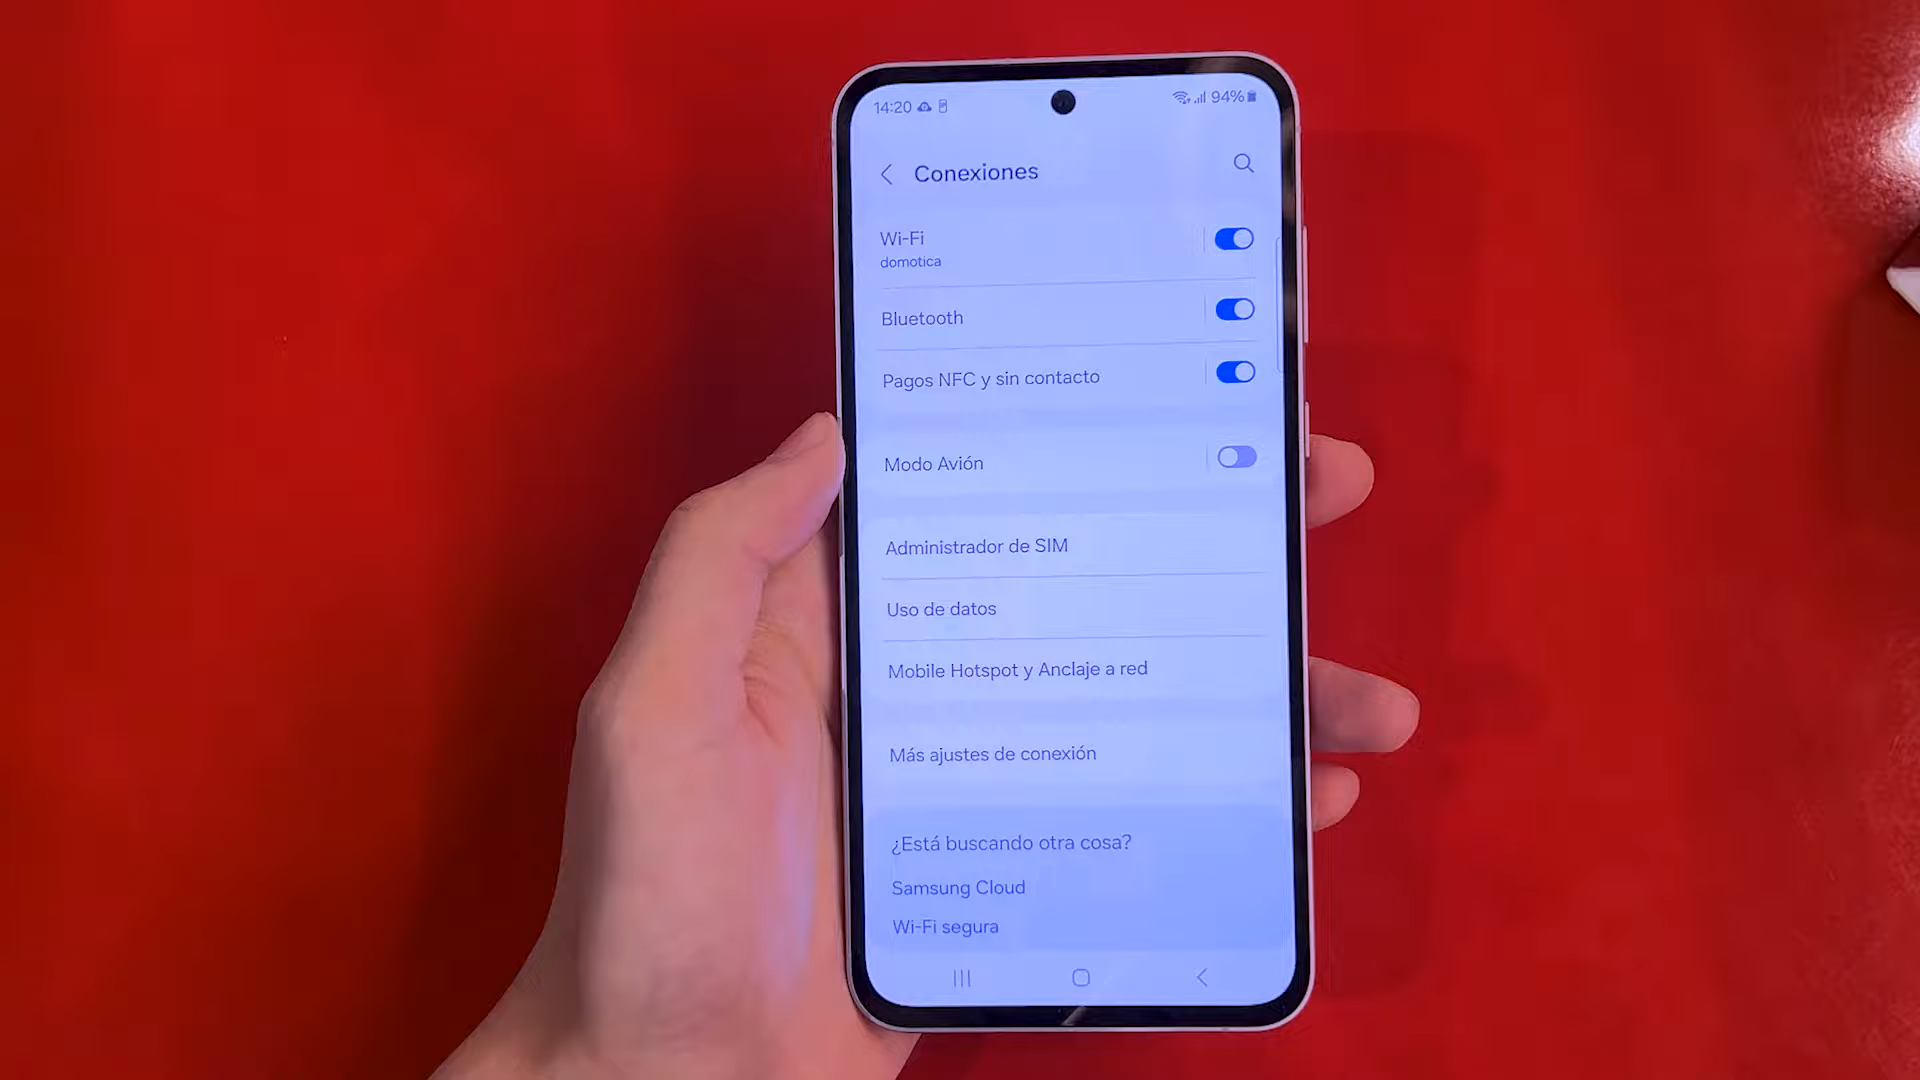 14:20
94%
Conexiones
Wi-Fi
domotica
Bluetooth
Pagos NFC y sin contacto
Modo Avión
Administrador de SIM
Uso de datos
Mobile Hotspot y Anclaje a red
Más ajustes de conexión
¿Está buscando otra cosa?
Samsung Cloud
Wi-Fi segura